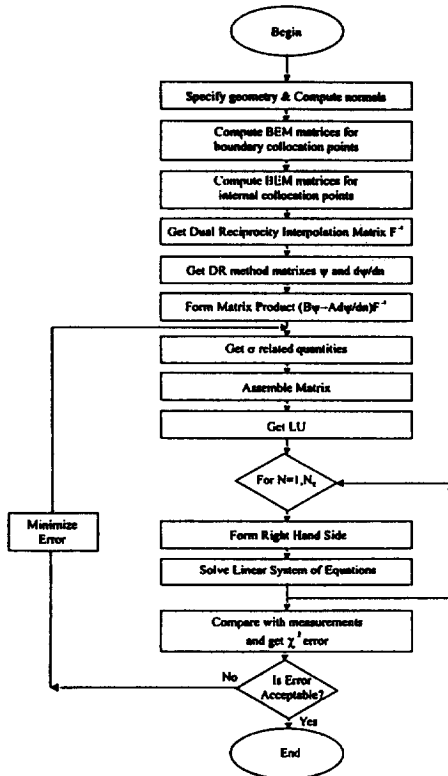 Begin
Specify geometry & Compute normals
Compute BEM matrices for
boundary collocation points
Compute BEM matrices for
internal collocation points
Get Dual Reciprocity Interpolation Matrix F⁻¹
Get DR method matrixes ψ and dψ/dn
Form Matrix Product (Bψ-Adψ/dn)F⁻¹
Get σ related quantities
Assemble Matrix
Get LU
For N=1,Nₑ
Minimize
Error
Form Right Hand Side
Solve Linear System of Equations
Compare with measurements
and get χ² error
No
Is Error
Acceptable?
Yes
End